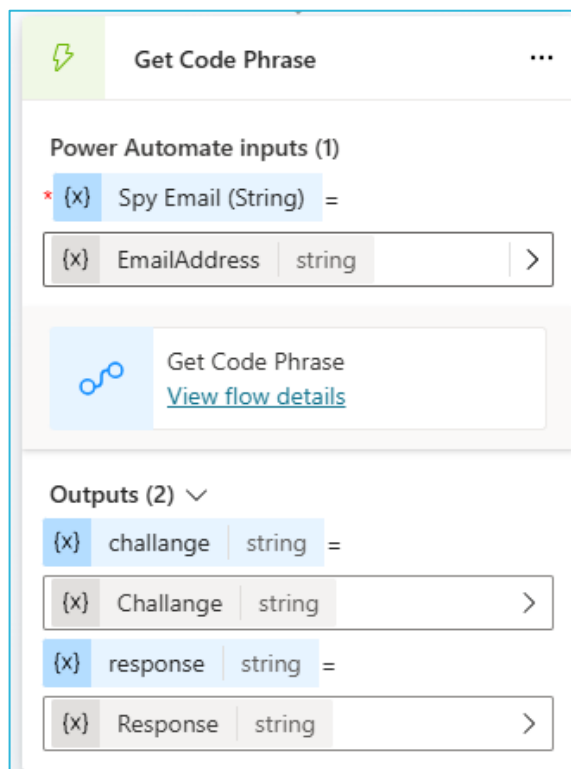 Get Code Phrase ...
Power Automate inputs (1)
* {x} Spy Email (String) =
{x} EmailAddress string
Get Code Phrase
View flow details
Outputs (2)
{x} challange string =
{x} Challange string
{x} response string =
{x} Response string